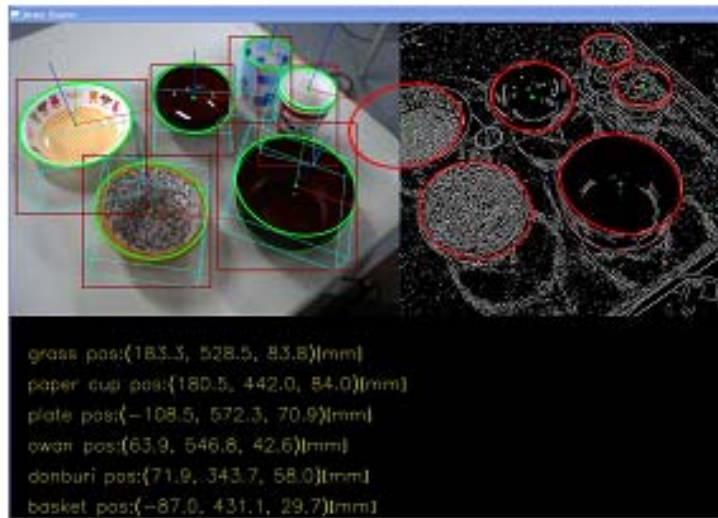 grass pos:(183.3, 528.5, 83.8)[mm]
paper cup pos:(180.5, 442.0, 84.0)[mm]
plate pos:(-108.5, 572.3, 70.9)[mm]
owan pos:(63.9, 546.8, 42.6)[mm]
donburi pos:(71.9, 343.7, 58.0)[mm]
basket pos:(-87.0, 431.1, 29.7)[mm]